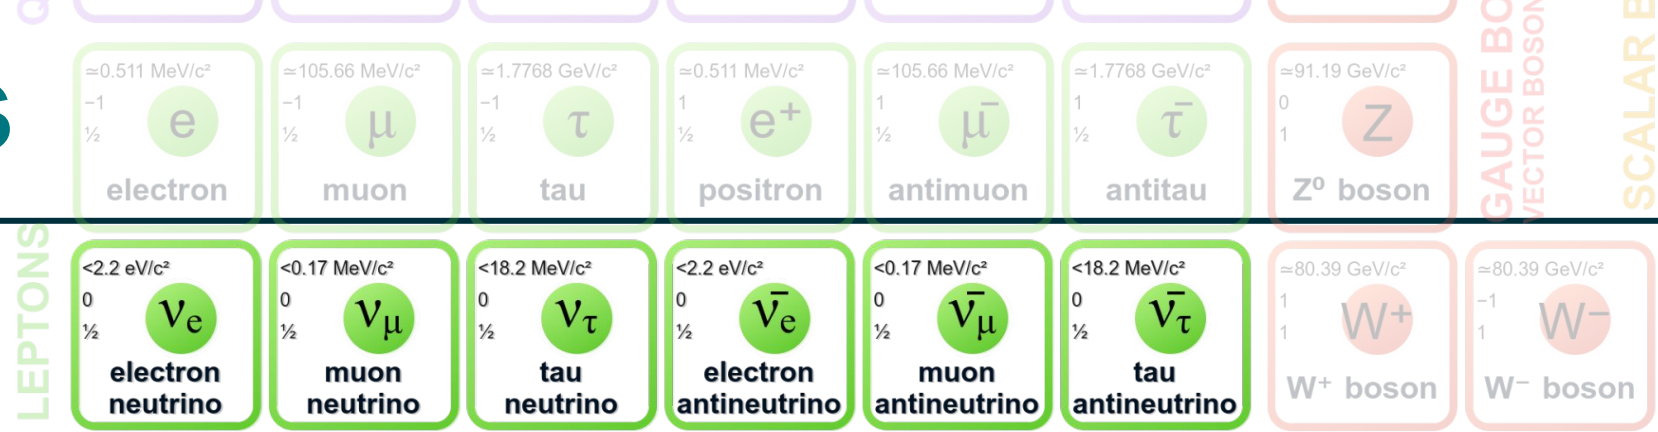 ≃0.511 MeV/c²
−1
½
e
electron
≃105.66 MeV/c²
−1
½
μ
muon
≃1.7768 GeV/c²
−1
½
τ
tau
≃0.511 MeV/c²
1
½
e⁺
positron
≃105.66 MeV/c²
1
½
μ̄
antimuon
≃1.7768 GeV/c²
1
½
τ̄
antitau
≃91.19 GeV/c²
0
1
Z
Z⁰ boson
GAUGE BO
VECTOR BOSON
SCALAR B
LEPTONS
<2.2 eV/c²
0
½
νe
electron
neutrino
<0.17 MeV/c²
0
½
νμ
muon
neutrino
<18.2 MeV/c²
0
½
ντ
tau
neutrino
<2.2 eV/c²
0
½
ν̄e
electron
antineutrino
<0.17 MeV/c²
0
½
ν̄μ
muon
antineutrino
<18.2 MeV/c²
0
½
ν̄τ
tau
antineutrino
≃80.39 GeV/c²
1
1
W⁺
W⁺ boson
≃80.39 GeV/c²
−1
1
W⁻
W⁻ boson